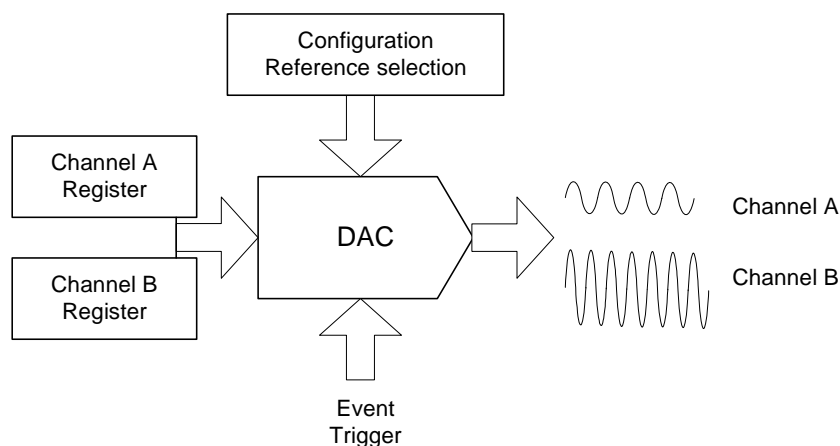 Configuration
Reference selection
Channel A
Register
Channel B
Register
DAC
Channel A
Channel B
Event
Trigger